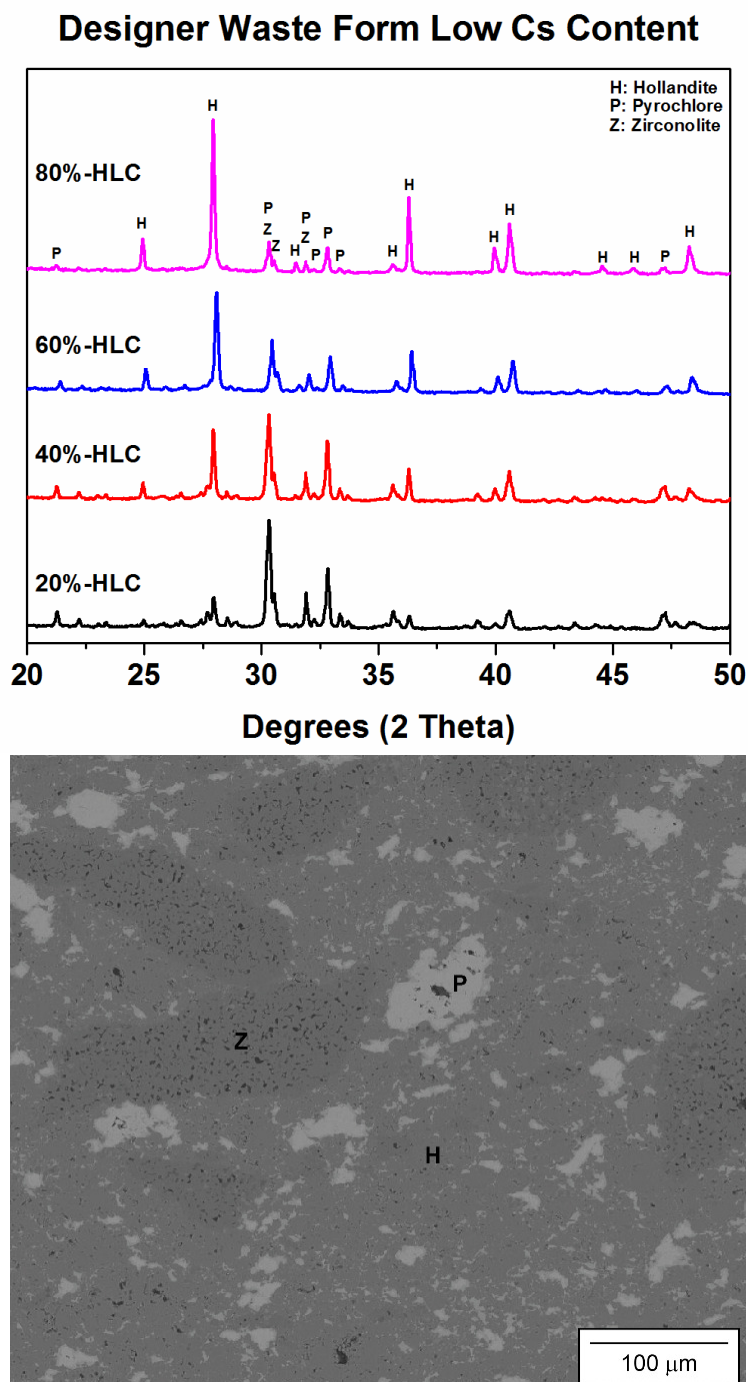 Designer Waste Form Low Cs Content
H: Hollandite
P: Pyrochlore
Z: Zirconolite
H
80%-HLC
H
P
P
Z
Z
H
P
Z
P
P
P
H
H
H
H
H
H
P
H
60%-HLC
40%-HLC
20%-HLC
20 25 30 35 40 45 50
Degrees (2 Theta)
P
Z
H
100 μm